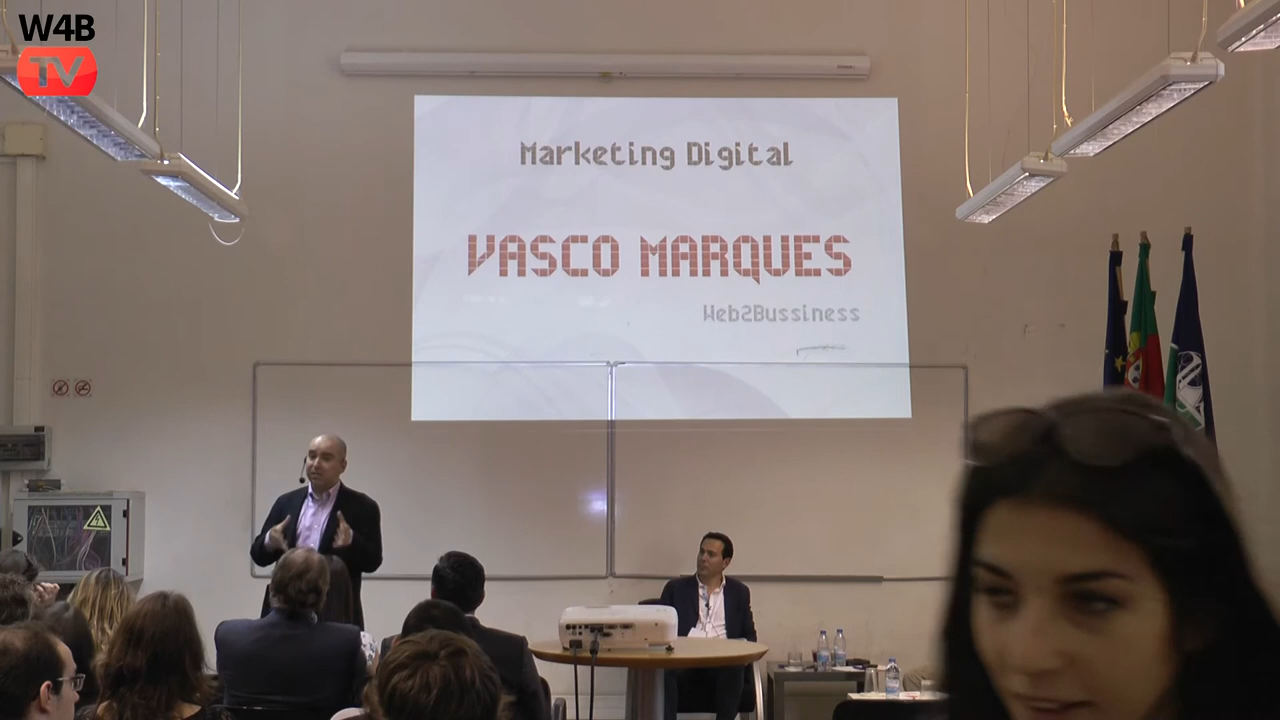 W4B
TV
Marketing Digital
VASCO MARQUES
Web2Bussiness